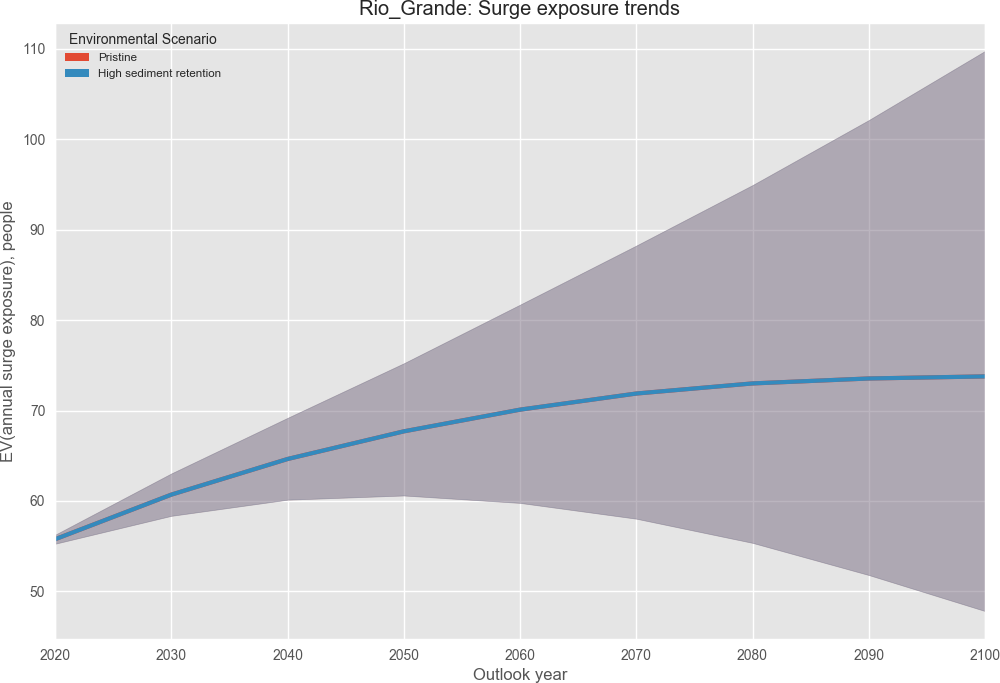 Rio_Grande: Surge exposure trends
Environmental Scenario
Pristine
High sediment retention
EV(annual surge exposure), people
110
100
90
80
70
60
50
2020 2030 2040 2050 2060 2070 2080 2090 2100
Outlook year